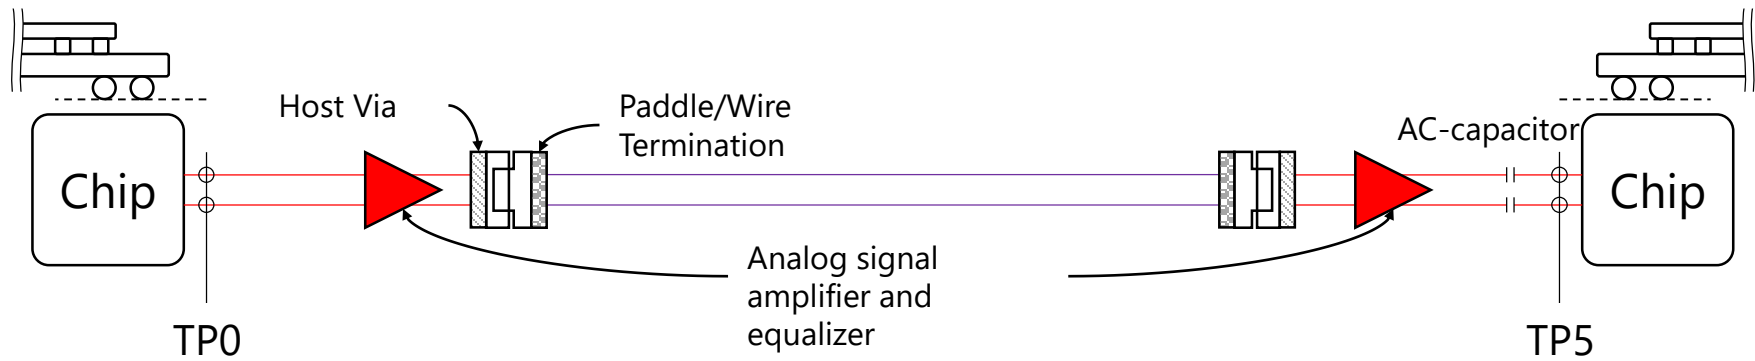 Host Via
Paddle/Wire
Termination
AC-capacitor
Chip
Chip
Analog signal
amplifier and
equalizer
TP0
TP5